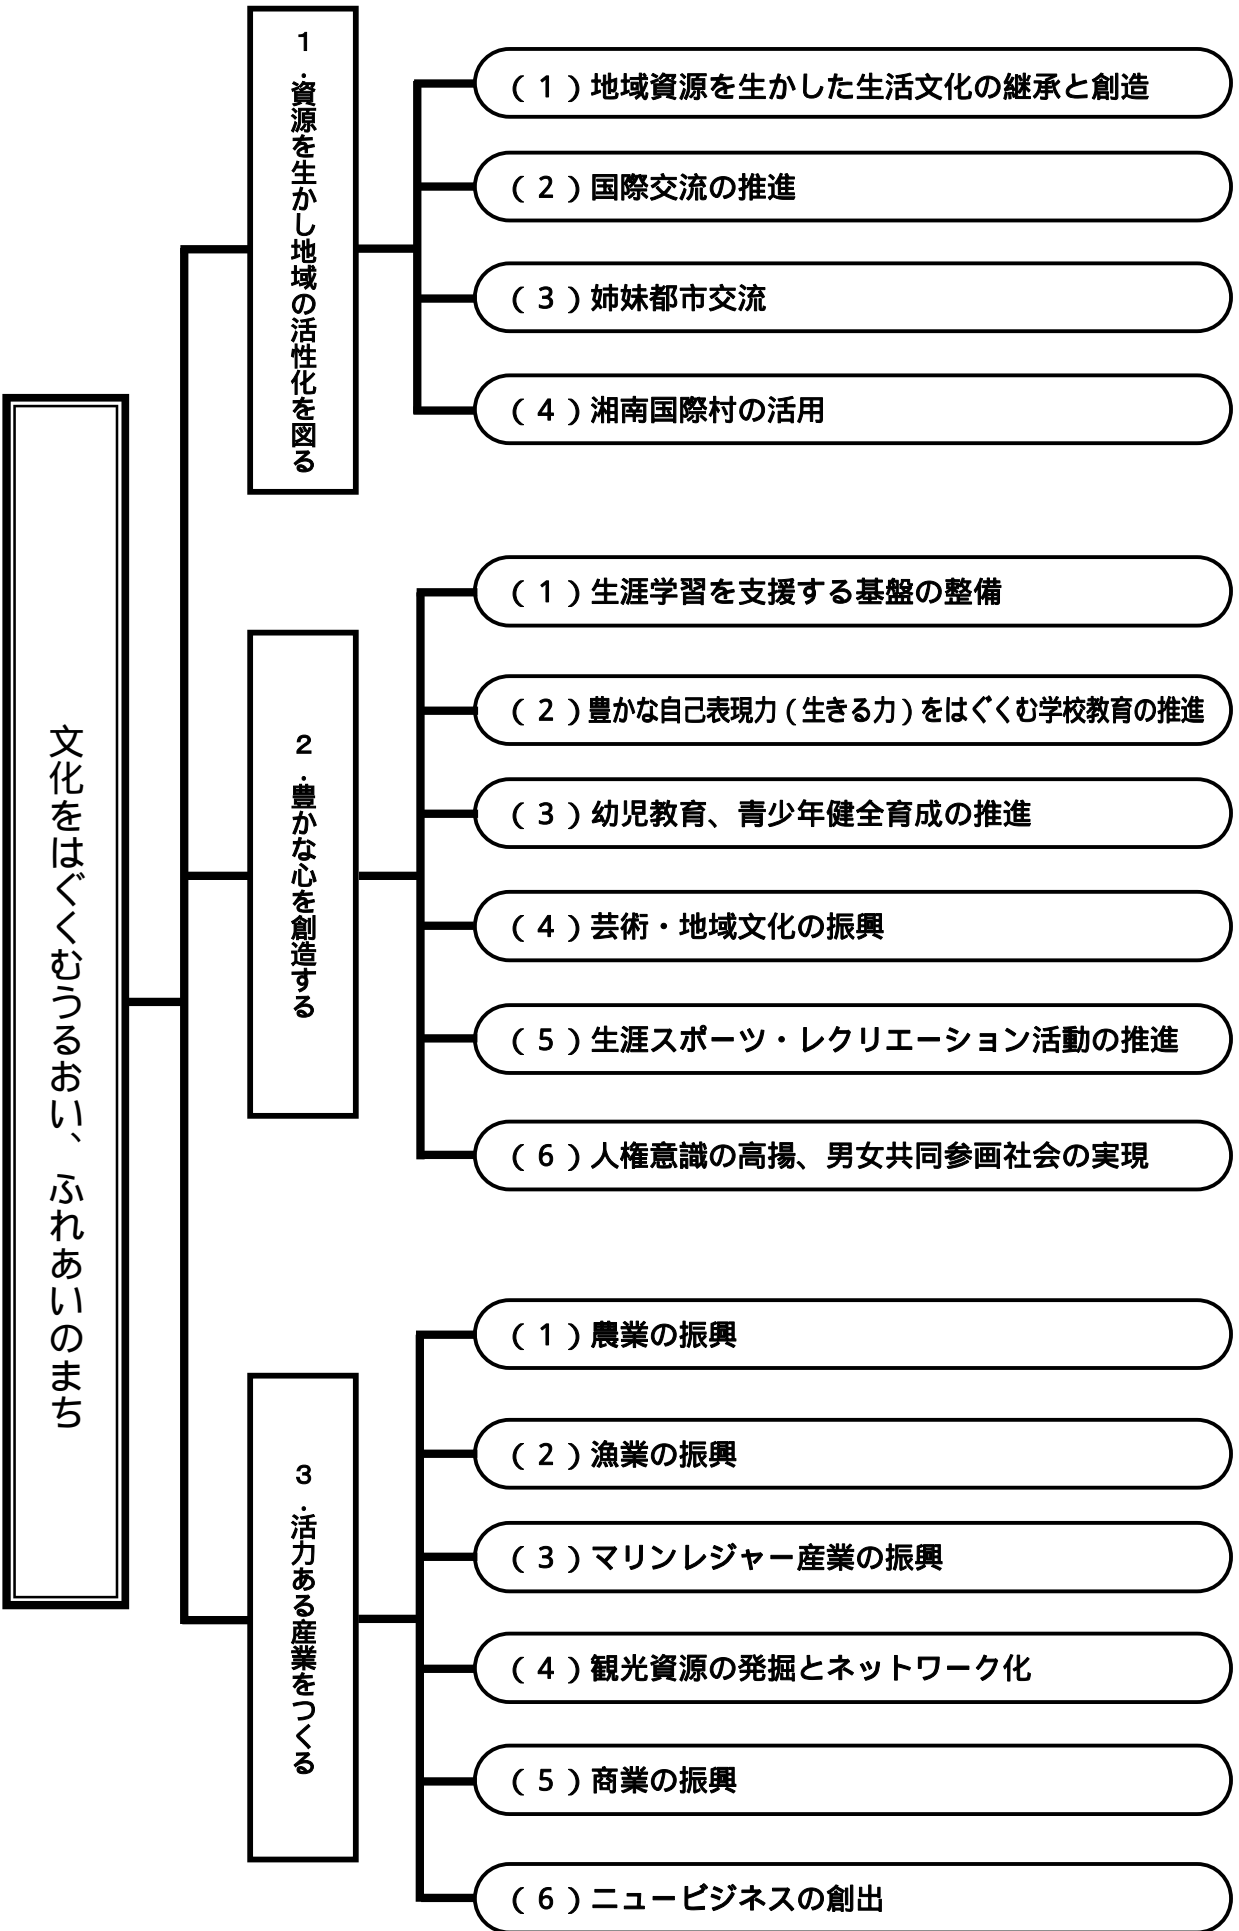 文化をはぐくむうるおい、ふれあいのまち
１．資源を生かし地域の活性化を図る
（１）地域資源を生かした生活文化の継承と創造
（２）国際交流の推進
（３）姉妹都市交流
（４）湘南国際村の活用
２．豊かな心を創造する
（１）生涯学習を支援する基盤の整備
（２）豊かな自己表現力（生きる力）をはぐくむ学校教育の推進
（３）幼児教育、青少年健全育成の推進
（４）芸術・地域文化の振興
（５）生涯スポーツ・レクリエーション活動の推進
（６）人権意識の高揚、男女共同参画社会の実現
３．活力ある産業をつくる
（１）農業の振興
（２）漁業の振興
（３）マリンレジャー産業の振興
（４）観光資源の発掘とネットワーク化
（５）商業の振興
（６）ニュービジネスの創出